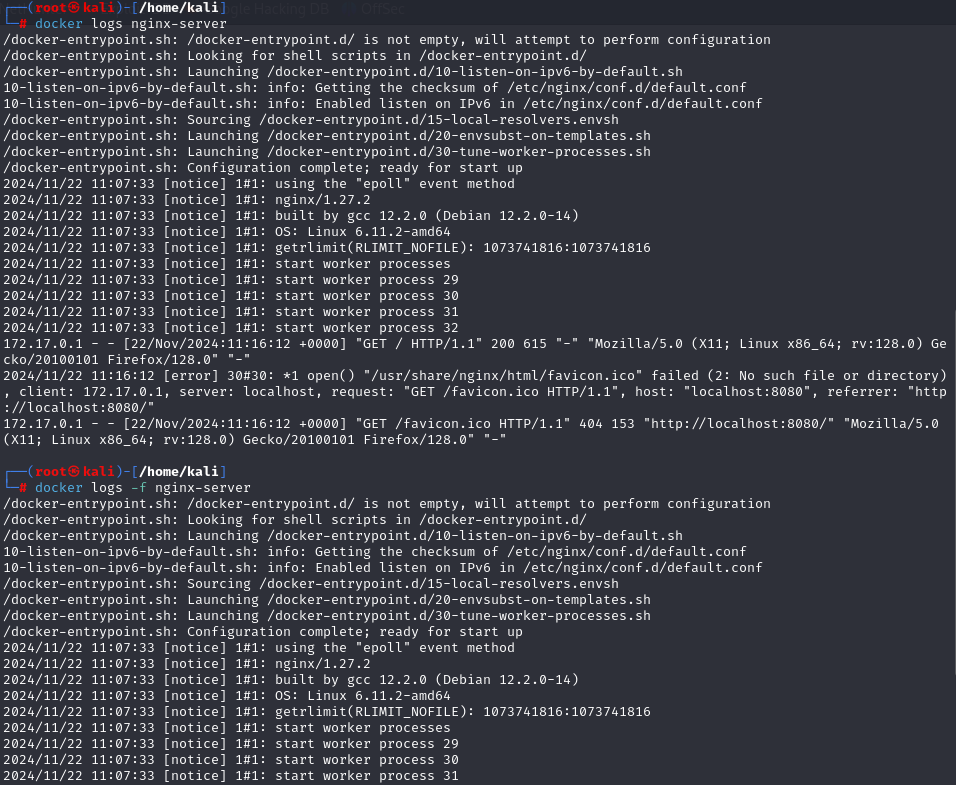 ┌──(root㉿kali)-[/home/kali]
└─# docker logs nginx-server
/docker-entrypoint.sh: /docker-entrypoint.d/ is not empty, will attempt to perform configuration
/docker-entrypoint.sh: Looking for shell scripts in /docker-entrypoint.d/
/docker-entrypoint.sh: Launching /docker-entrypoint.d/10-listen-on-ipv6-by-default.sh
10-listen-on-ipv6-by-default.sh: info: Getting the checksum of /etc/nginx/conf.d/default.conf
10-listen-on-ipv6-by-default.sh: info: Enabled listen on IPv6 in /etc/nginx/conf.d/default.conf
/docker-entrypoint.sh: Sourcing /docker-entrypoint.d/15-local-resolvers.envsh
/docker-entrypoint.sh: Launching /docker-entrypoint.d/20-envsubst-on-templates.sh
/docker-entrypoint.sh: Launching /docker-entrypoint.d/30-tune-worker-processes.sh
/docker-entrypoint.sh: Configuration complete; ready for start up
2024/11/22 11:07:33 [notice] 1#1: using the "epoll" event method
2024/11/22 11:07:33 [notice] 1#1: nginx/1.27.2
2024/11/22 11:07:33 [notice] 1#1: built by gcc 12.2.0 (Debian 12.2.0-14)
2024/11/22 11:07:33 [notice] 1#1: OS: Linux 6.11.2-amd64
2024/11/22 11:07:33 [notice] 1#1: getrlimit(RLIMIT_NOFILE): 1073741816:1073741816
2024/11/22 11:07:33 [notice] 1#1: start worker processes
2024/11/22 11:07:33 [notice] 1#1: start worker process 29
2024/11/22 11:07:33 [notice] 1#1: start worker process 30
2024/11/22 11:07:33 [notice] 1#1: start worker process 31
2024/11/22 11:07:33 [notice] 1#1: start worker process 32
172.17.0.1 - - [22/Nov/2024:11:16:12 +0000] "GET / HTTP/1.1" 200 615 "-" "Mozilla/5.0 (X11; Linux x86_64; rv:128.0) Ge
cko/20100101 Firefox/128.0" "-"
2024/11/22 11:16:12 [error] 30#30: *1 open() "/usr/share/nginx/html/favicon.ico" failed (2: No such file or directory)
, client: 172.17.0.1, server: localhost, request: "GET /favicon.ico HTTP/1.1", host: "localhost:8080", referrer: "http
://localhost:8080/"
172.17.0.1 - - [22/Nov/2024:11:16:12 +0000] "GET /favicon.ico HTTP/1.1" 404 153 "http://localhost:8080/" "Mozilla/5.0
(X11; Linux x86_64; rv:128.0) Gecko/20100101 Firefox/128.0" "-"
┌──(root㉿kali)-[/home/kali]
└─# docker logs -f nginx-server
/docker-entrypoint.sh: /docker-entrypoint.d/ is not empty, will attempt to perform configuration
/docker-entrypoint.sh: Looking for shell scripts in /docker-entrypoint.d/
/docker-entrypoint.sh: Launching /docker-entrypoint.d/10-listen-on-ipv6-by-default.sh
10-listen-on-ipv6-by-default.sh: info: Getting the checksum of /etc/nginx/conf.d/default.conf
10-listen-on-ipv6-by-default.sh: info: Enabled listen on IPv6 in /etc/nginx/conf.d/default.conf
/docker-entrypoint.sh: Sourcing /docker-entrypoint.d/15-local-resolvers.envsh
/docker-entrypoint.sh: Launching /docker-entrypoint.d/20-envsubst-on-templates.sh
/docker-entrypoint.sh: Launching /docker-entrypoint.d/30-tune-worker-processes.sh
/docker-entrypoint.sh: Configuration complete; ready for start up
2024/11/22 11:07:33 [notice] 1#1: using the "epoll" event method
2024/11/22 11:07:33 [notice] 1#1: nginx/1.27.2
2024/11/22 11:07:33 [notice] 1#1: built by gcc 12.2.0 (Debian 12.2.0-14)
2024/11/22 11:07:33 [notice] 1#1: OS: Linux 6.11.2-amd64
2024/11/22 11:07:33 [notice] 1#1: getrlimit(RLIMIT_NOFILE): 1073741816:1073741816
2024/11/22 11:07:33 [notice] 1#1: start worker processes
2024/11/22 11:07:33 [notice] 1#1: start worker process 29
2024/11/22 11:07:33 [notice] 1#1: start worker process 30
2024/11/22 11:07:33 [notice] 1#1: start worker process 31